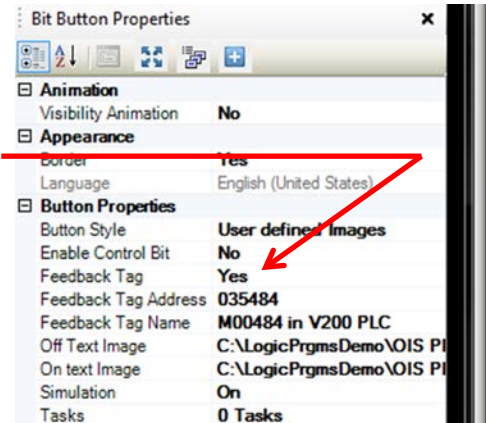 Bit Button Properties
Animation
Visibility Animation No
Appearance
Border Yes
Language English (United States)
Button Properties
Button Style User defined Images
Enable Control Bit No
Feedback Tag Yes
Feedback Tag Address 035484
Feedback Tag Name M00484 in V200 PLC
Off Text Image C:\LogicPrgmsDemo\OIS Pl
On text Image C:\LogicPrgmsDemo\OIS Pl
Simulation On
Tasks 0 Tasks